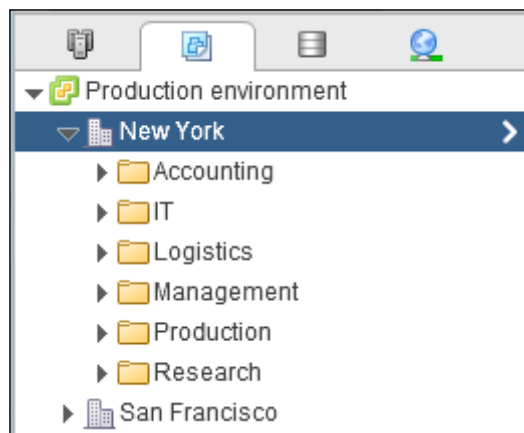 Production environment
New York
Accounting
IT
Logistics
Management
Production
Research
San Francisco